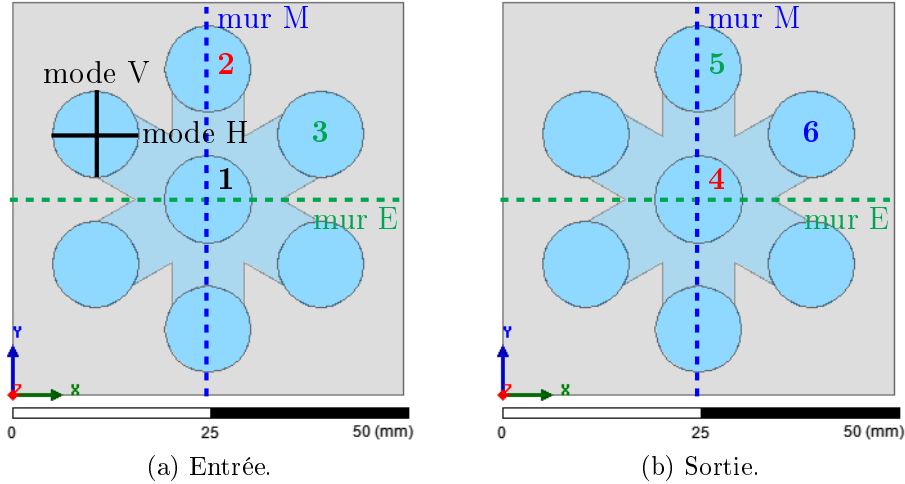 mur M
2
mode V
mode H
3
1
mur E
Y
Z
X
0
25
50 (mm)
(a) Entrée.
mur M
5
6
4
mur E
Y
Z
X
0
25
50 (mm)
(b) Sortie.